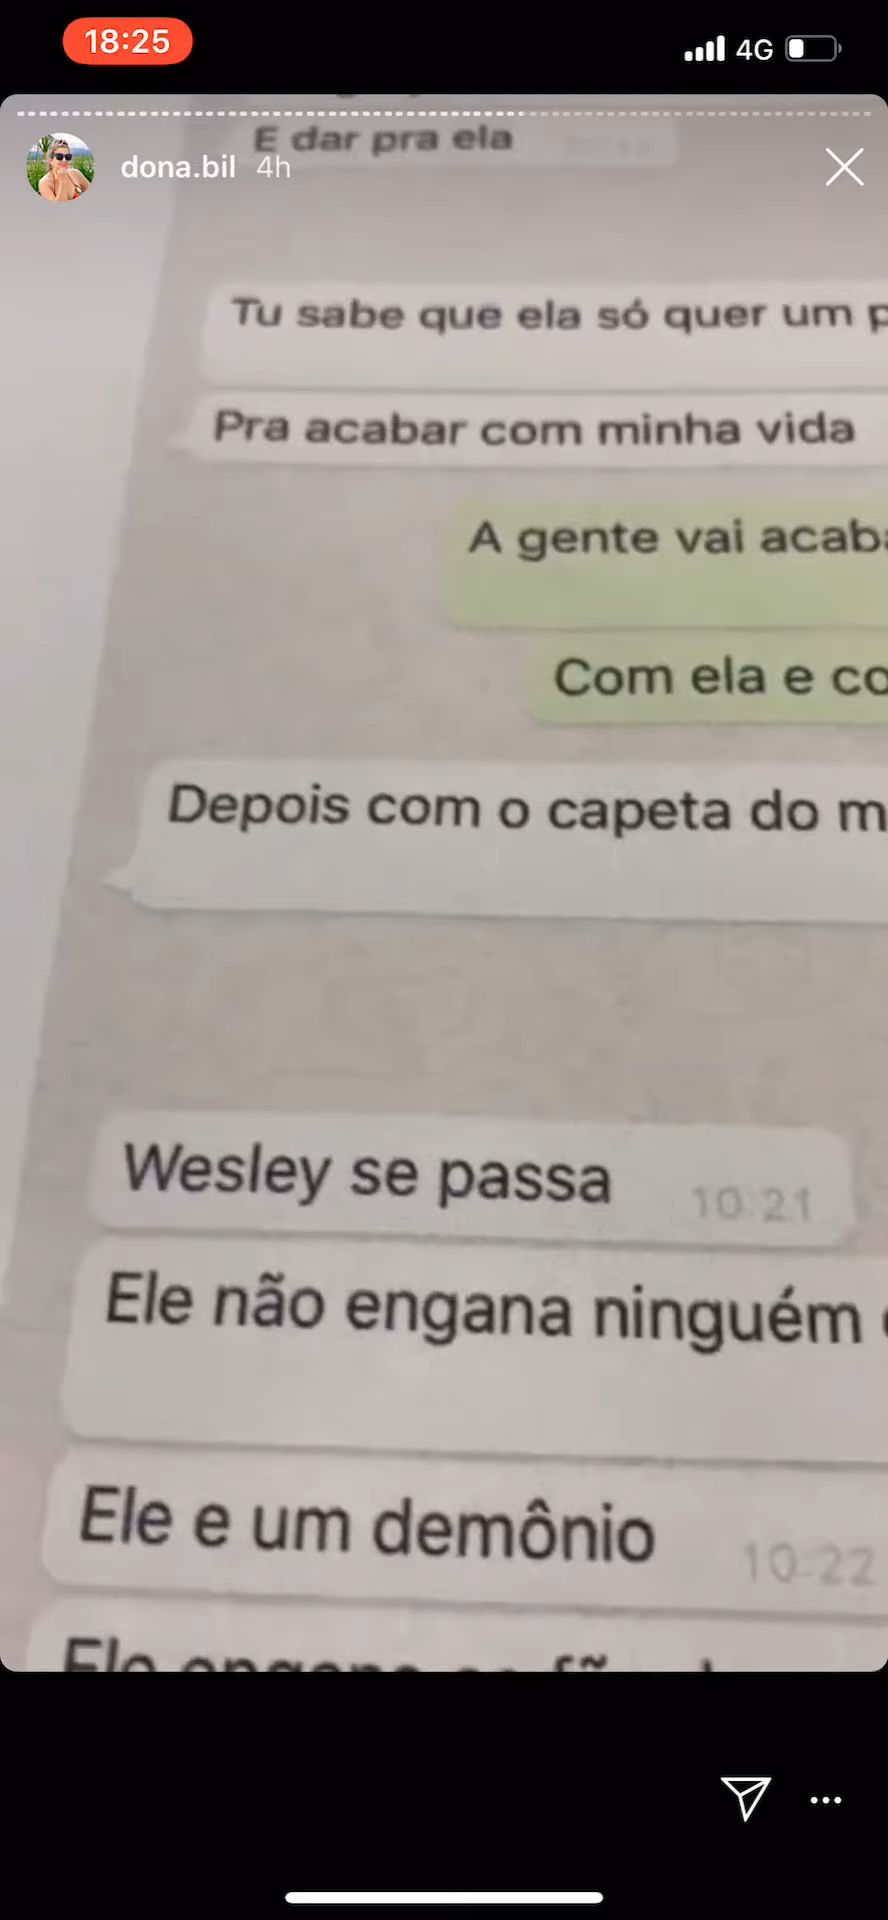 18:25
4G
E dar pra ela
dona.bil 4h
Tu sabe que ela só quer um
Pra acabar com minha vida
A gente vai
Com ela e
Depois com o capeta do
Wesley se passa 10:21
Ele não engana ninguém
Ele e um demônio 10:22